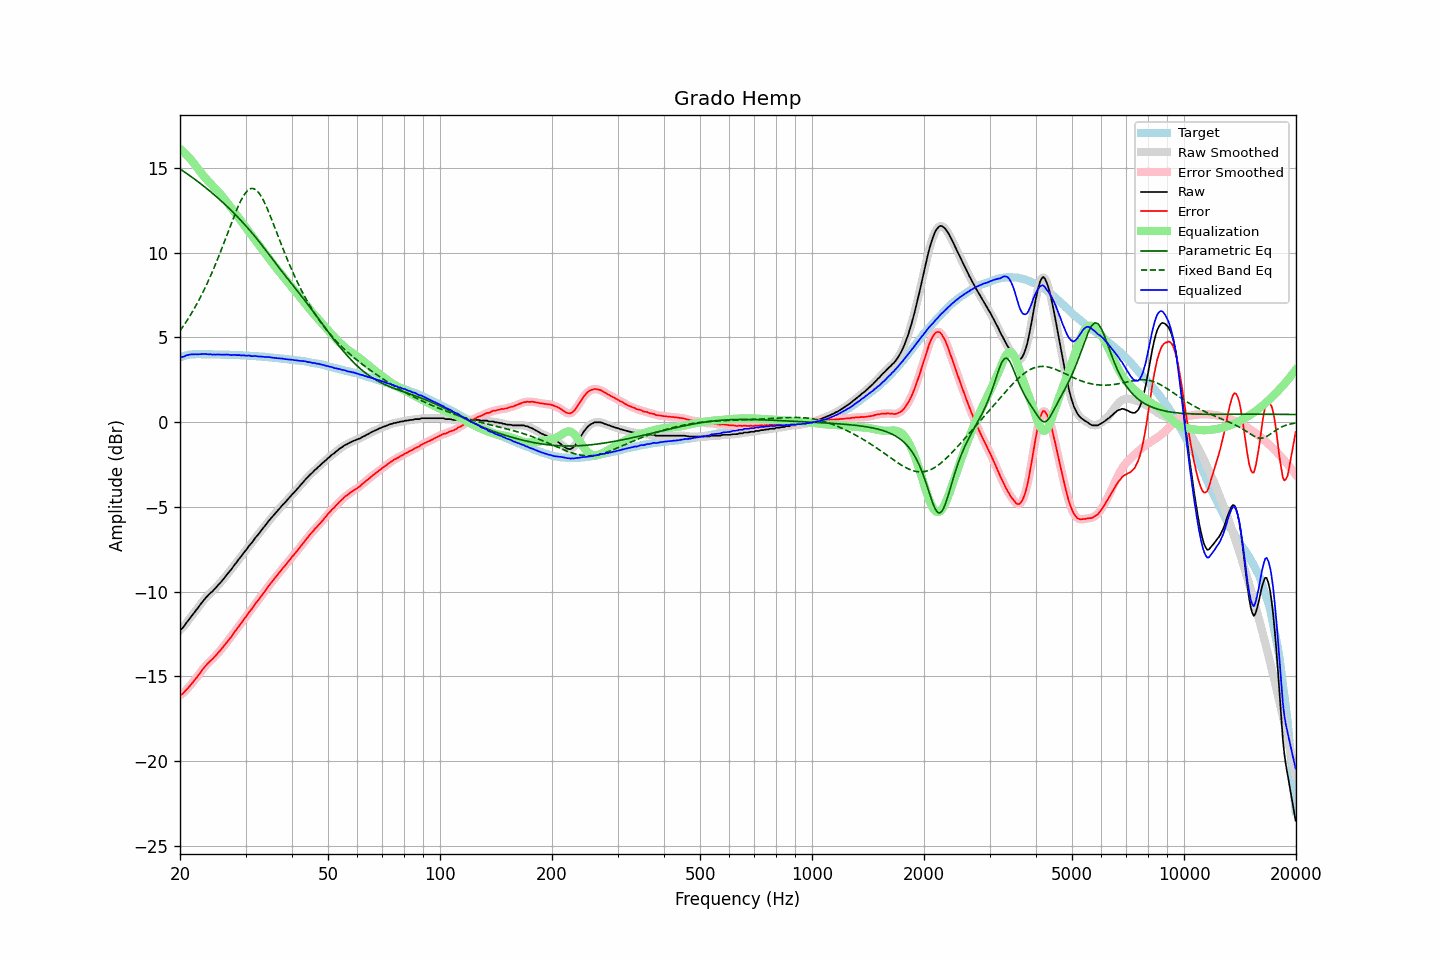 Grado Hemp
Amplitude (dBr)
15
10
5
0
−5
−10
−15
−20
−25
Target
Raw Smoothed
Error Smoothed
Raw
Error
Equalization
Parametric Eq
Fixed Band Eq
Equalized
20
50
100
200
500
1000
2000
5000
10000
20000
Frequency (Hz)